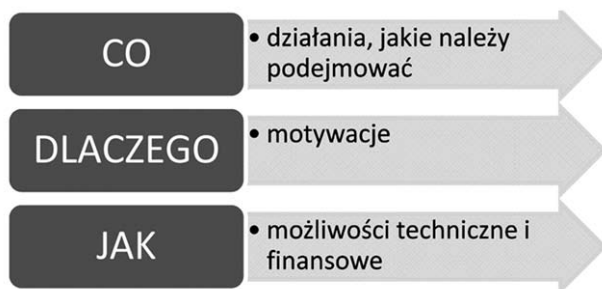 CO
• działania, jakie należy
podejmować
DLACZEGO
• motywacje
JAK
• możliwości techniczne i
finansowe